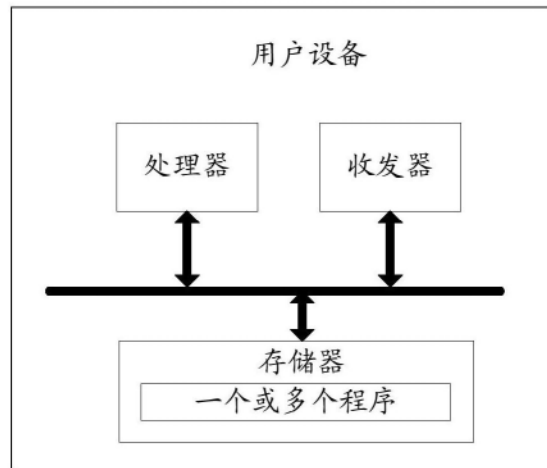 用户设备
处理器
收发器
存储器
一个或多个程序